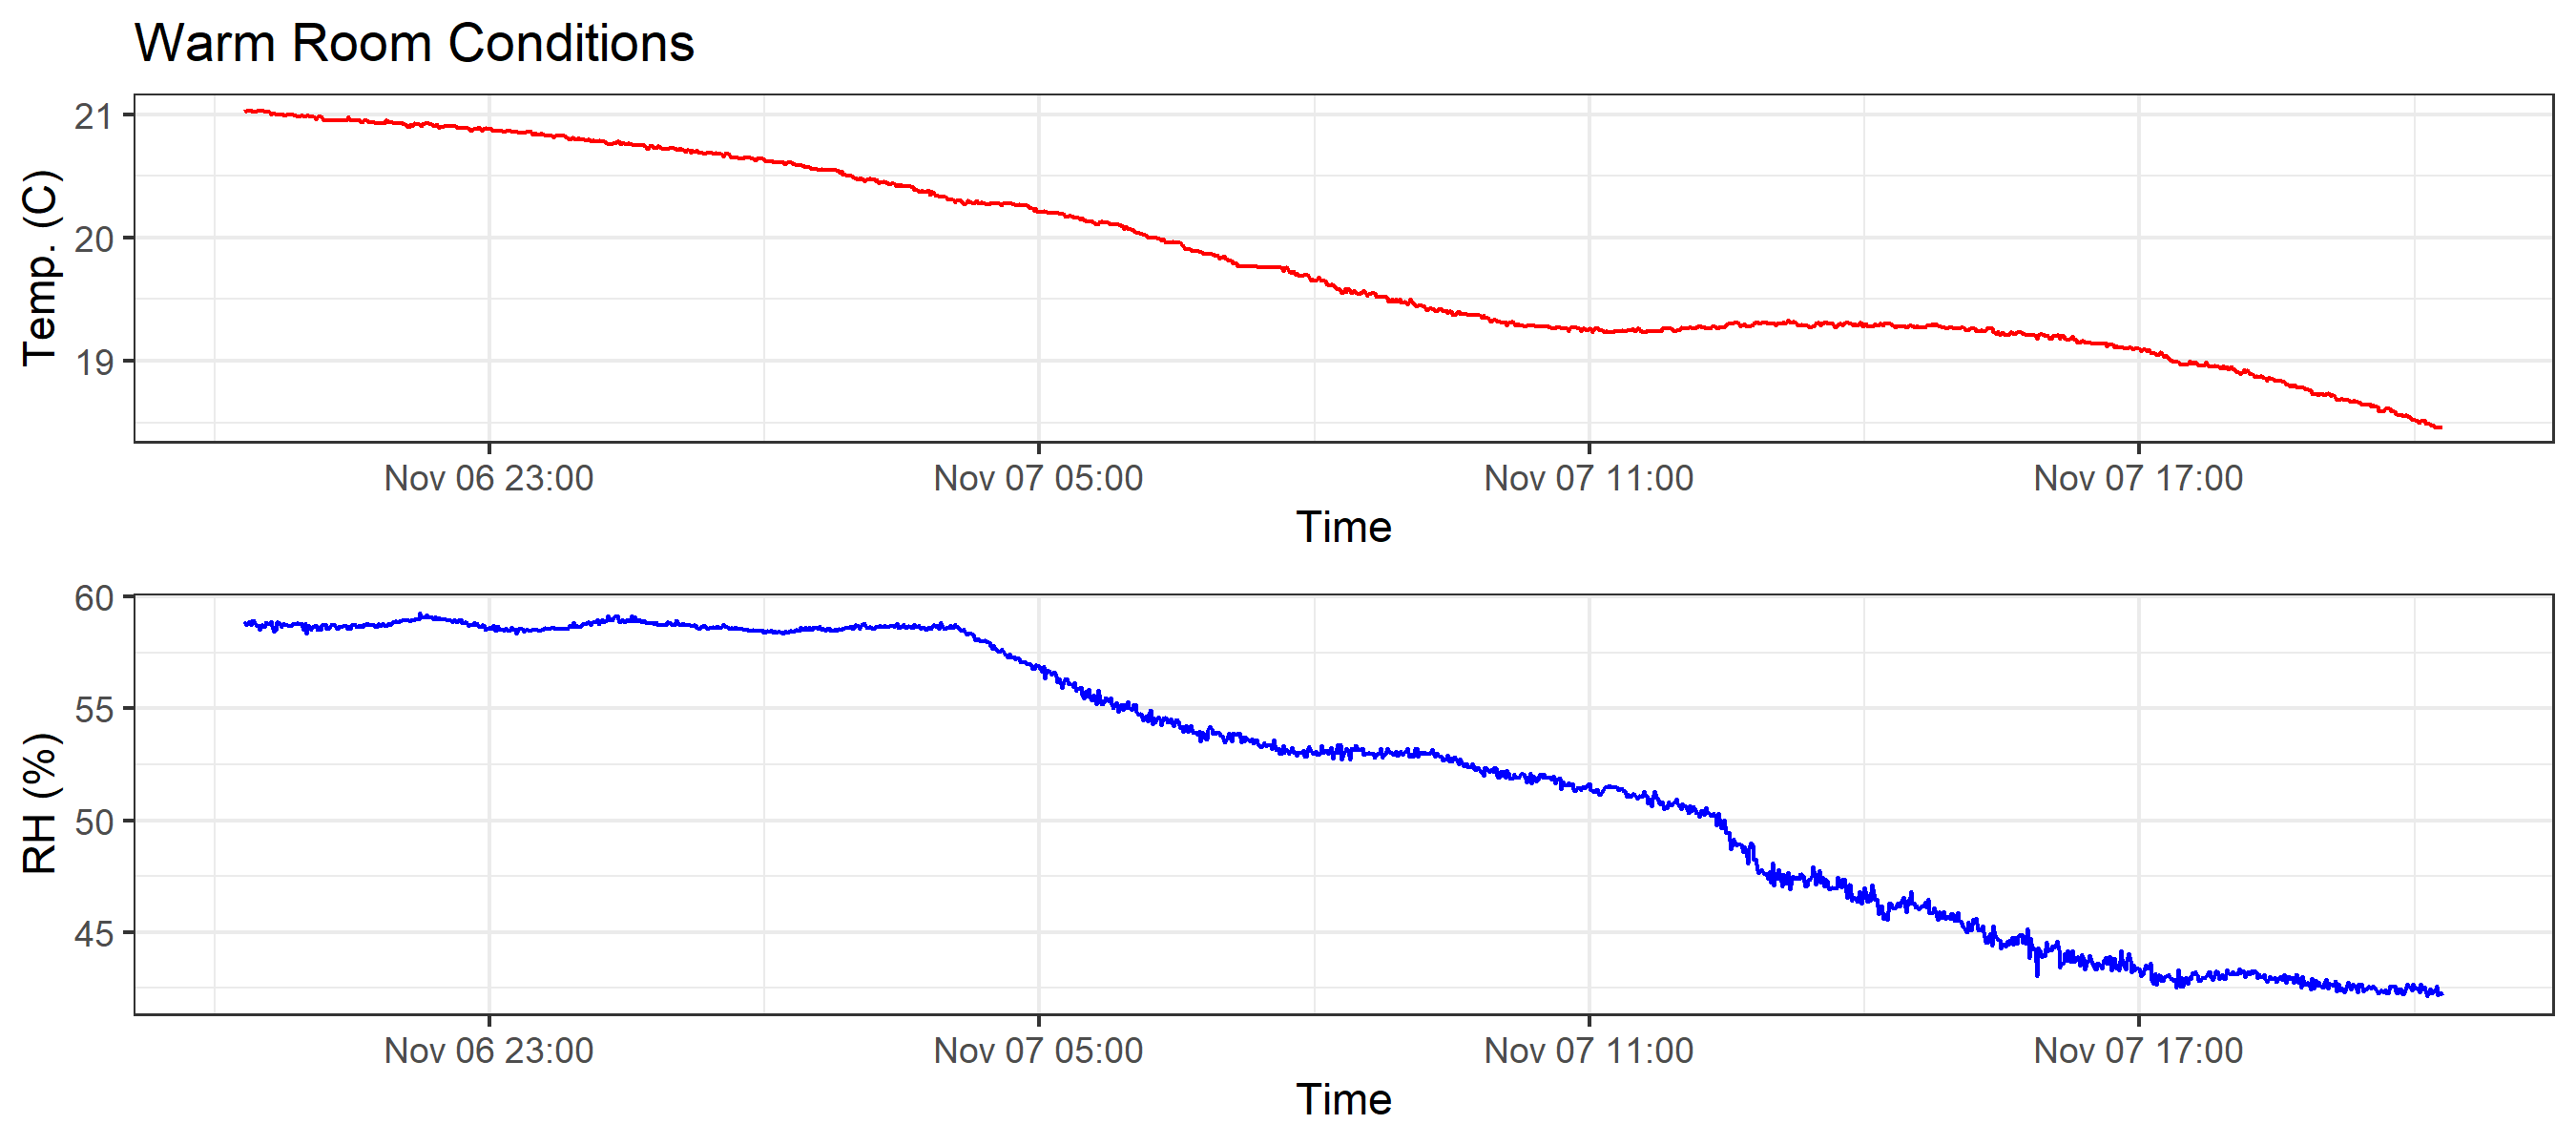 Warm Room Conditions
21
20
19
Temp. (C)
Nov 06 23:00 Nov 07 05:00 Nov 07 11:00 Nov 07 17:00
Time
60
55
50
45
RH (%)
Nov 06 23:00 Nov 07 05:00 Nov 07 11:00 Nov 07 17:00
Time